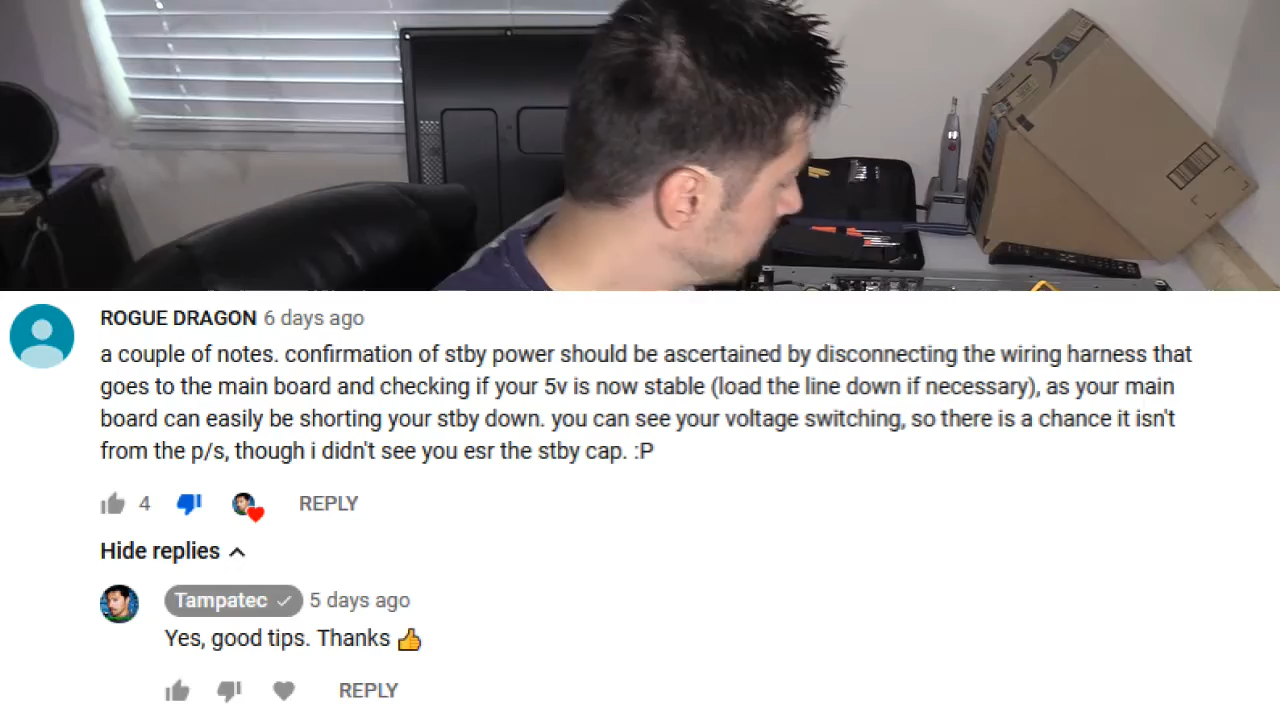 ROGUE DRAGON 6 days ago
a couple of notes. confirmation of stby power should be ascertained by disconnecting the wiring harness that
goes to the main board and checking if your 5v is now stable (load the line down if necessary), as your main
board can easily be shorting your stby down. you can see your voltage switching, so there is a chance it isn't
from the p/s, though i didn't see you esr the stby cap. :P
4 REPLY
Hide replies
Tampatec 5 days ago
Yes, good tips. Thanks 👍
REPLY